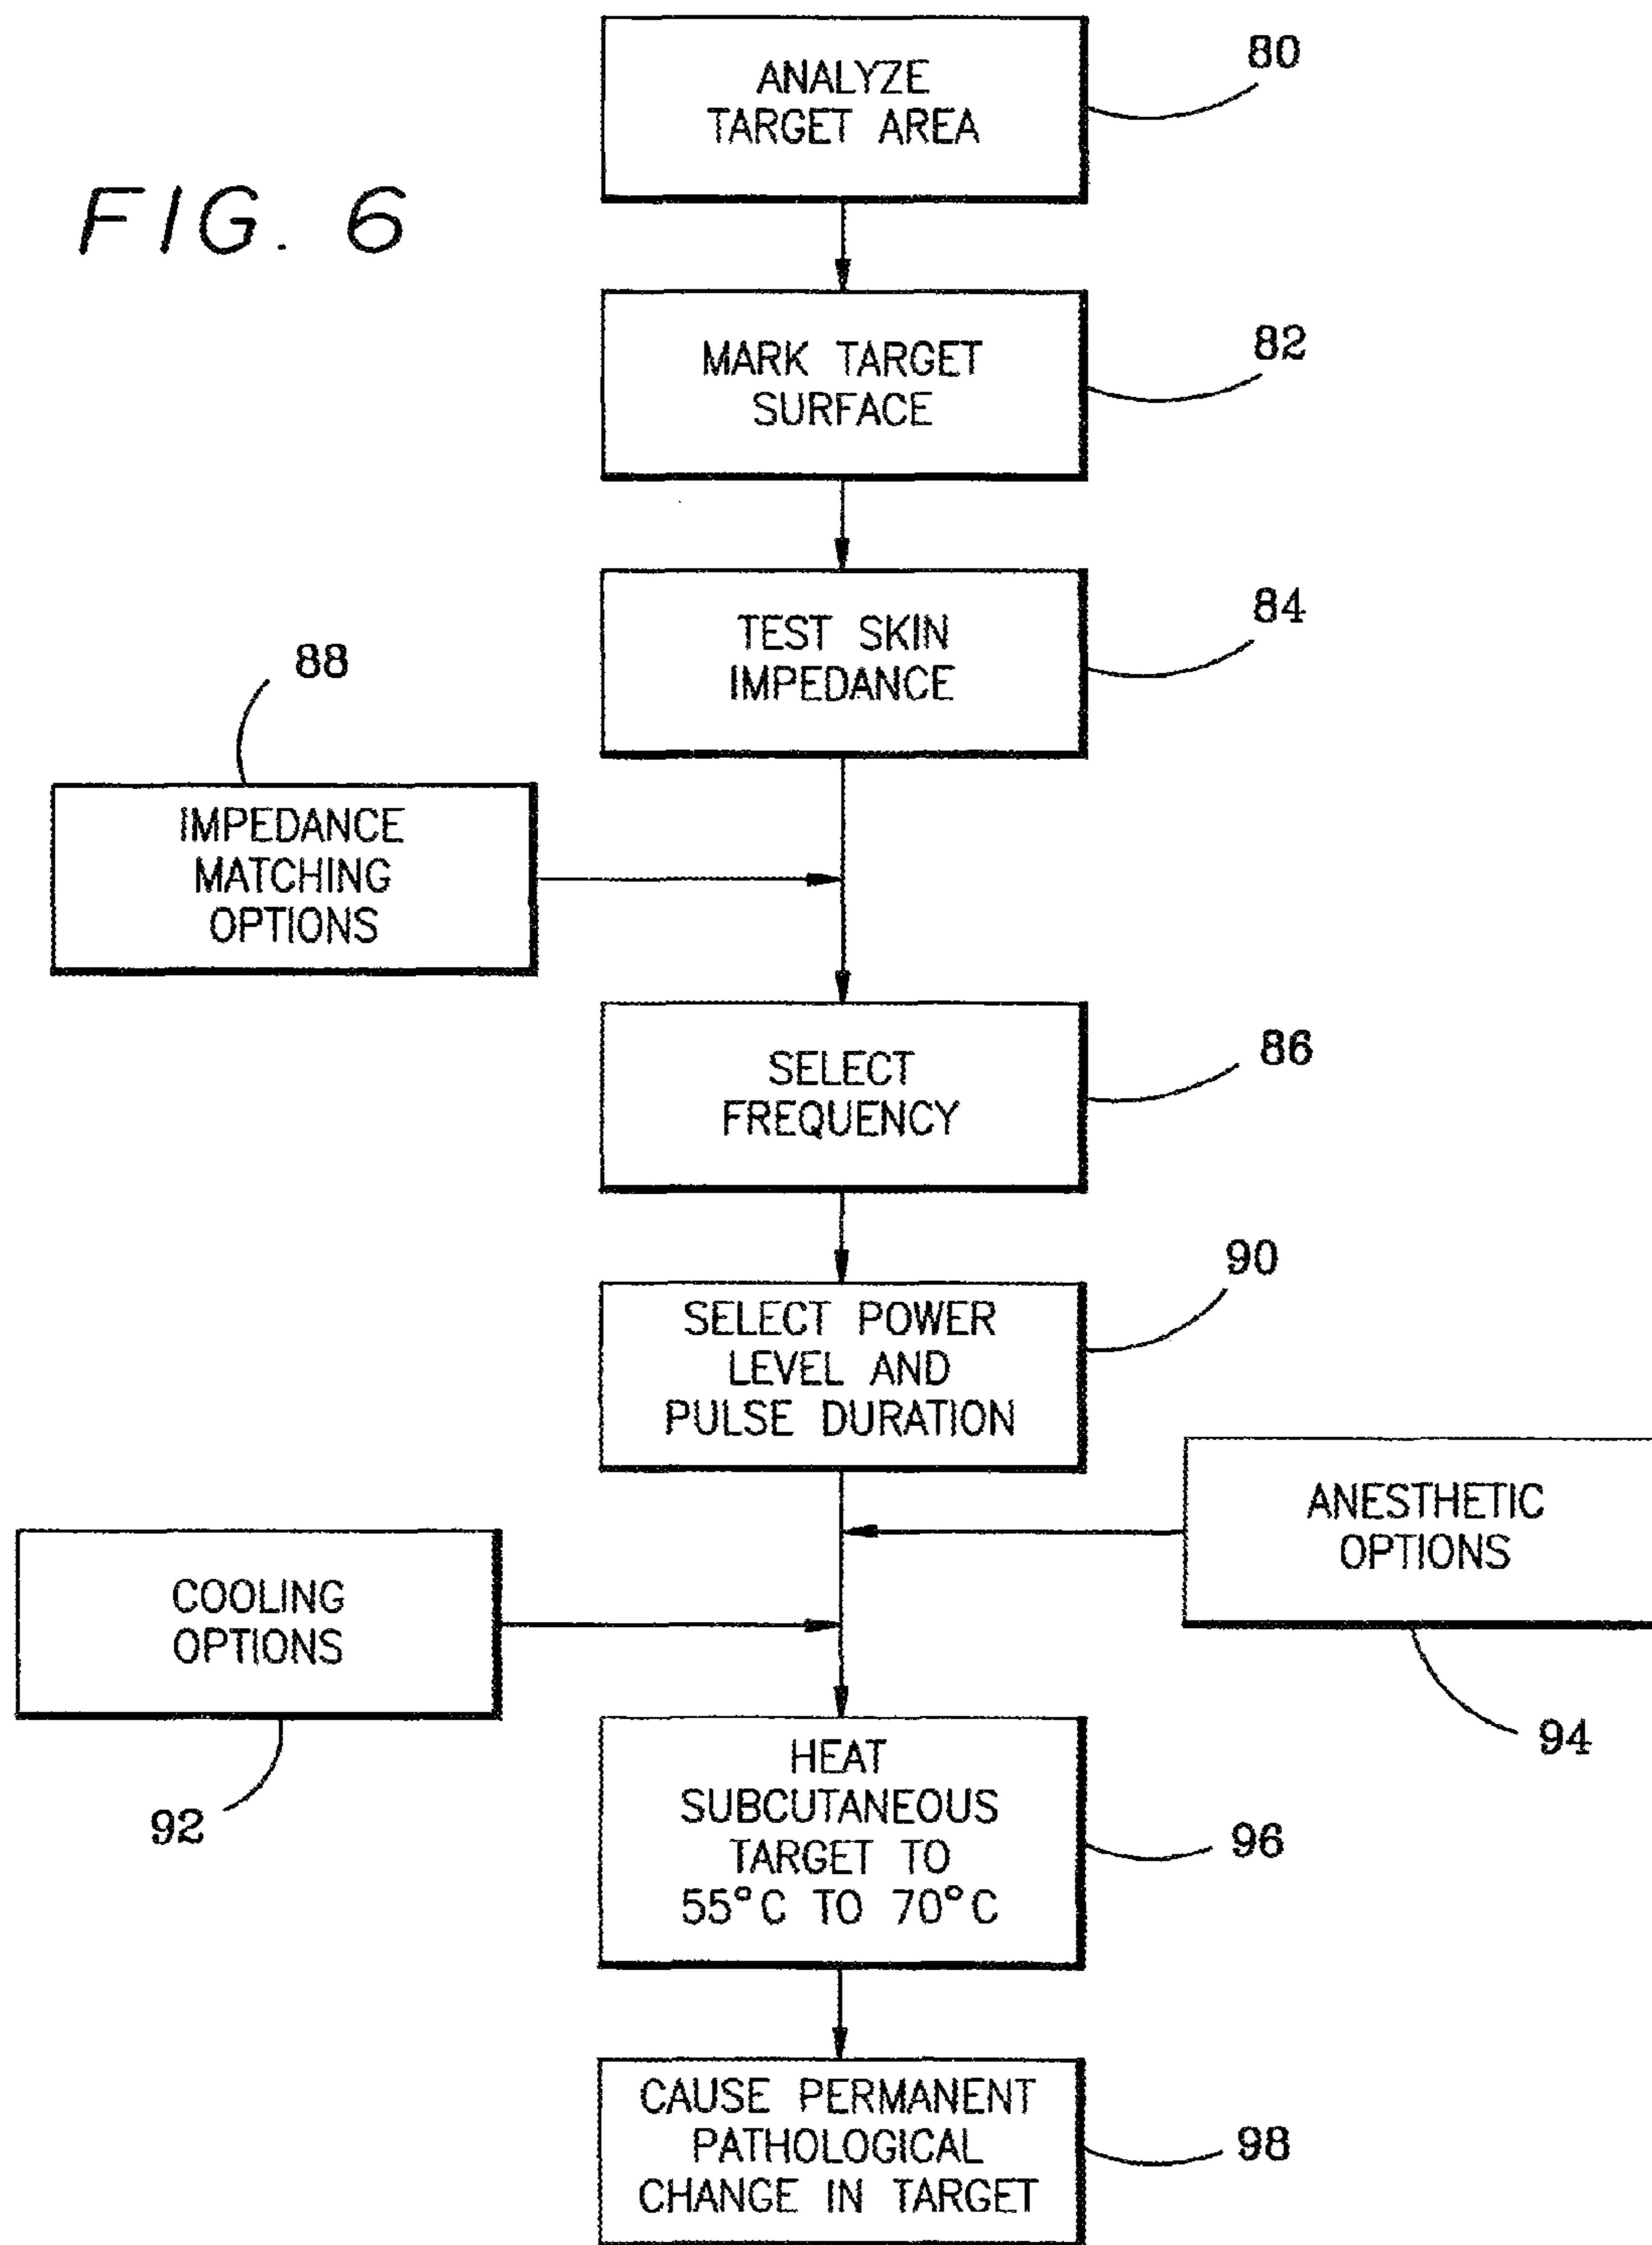 FIG. 6
ANALYZE
TARGET AREA
80
MARK TARGET
SURFACE
82
TEST SKIN
IMPEDANCE
84
88
IMPEDANCE
MATCHING
OPTIONS
SELECT
FREQUENCY
86
SELECT POWER
LEVEL AND
PULSE DURATION
90
ANESTHETIC
OPTIONS
94
COOLING
OPTIONS
92
HEAT
SUBCUTANEOUS
TARGET TO
55°C TO 70°C
96
CAUSE PERMANENT
PATHOLOGICAL
CHANGE IN TARGET
98